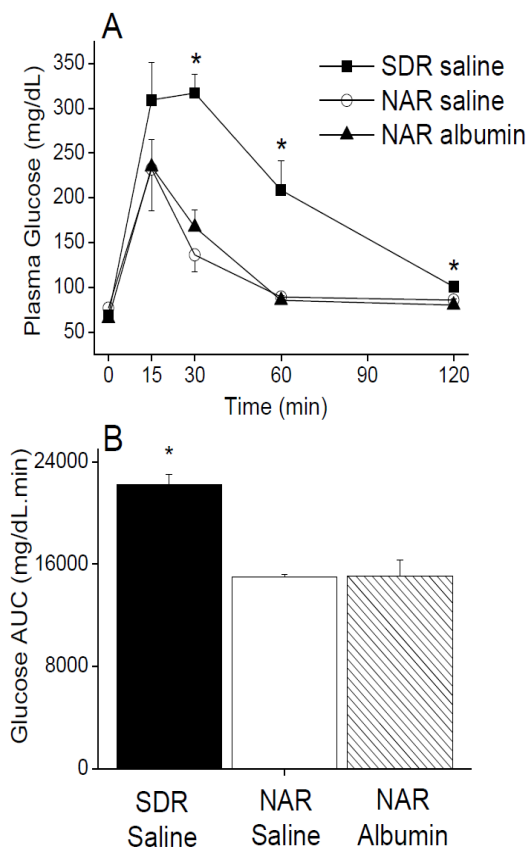 A
Plasma Glucose (mg/dL)
350
300
250
200
150
100
50
*
*
*
SDR saline
NAR saline
NAR albumin
0 15 30 60 90 120
Time (min)
B
Glucose AUC (mg/dL.min)
24000
16000
8000
0
*
SDR Saline
NAR Saline
NAR Albumin